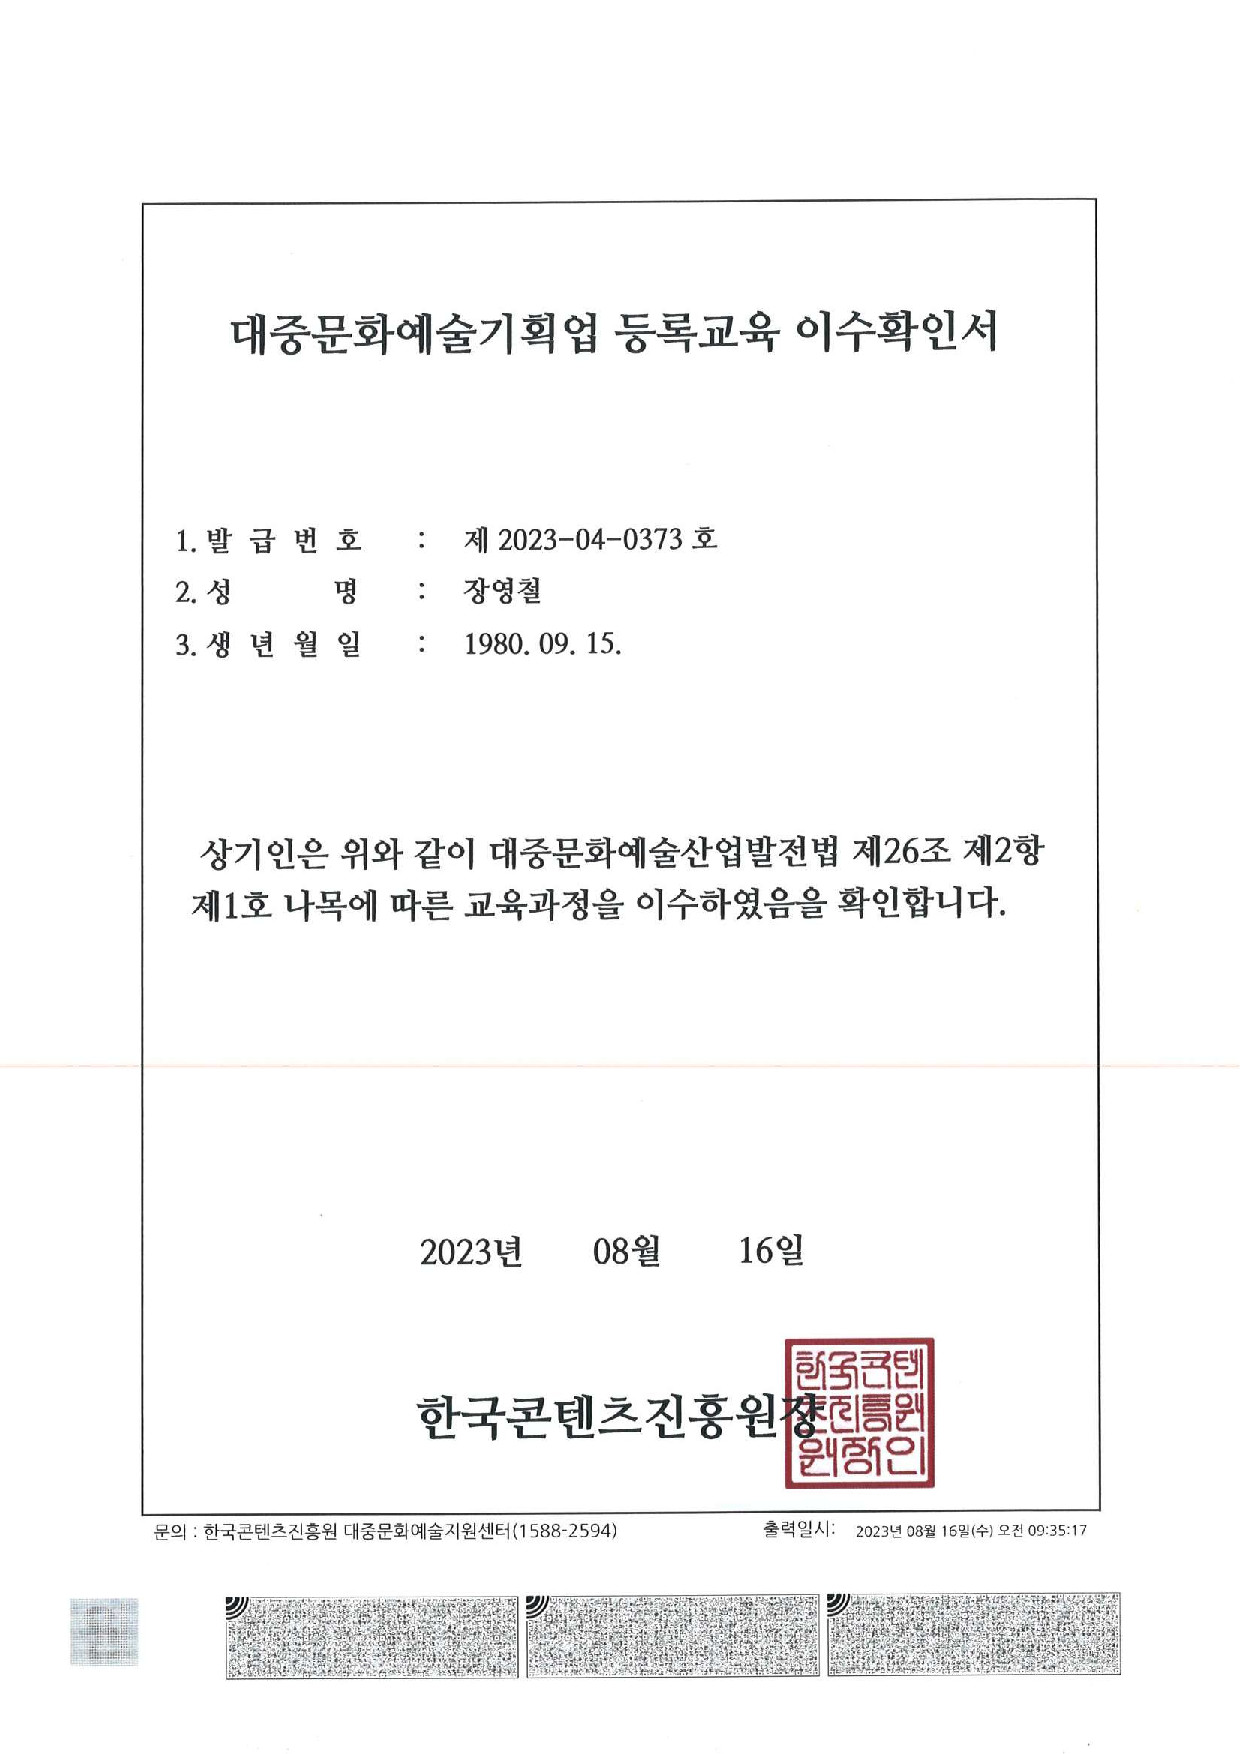 대중문화예술기획업 등록교육 이수확인서
1. 발 급 번 호 : 제 2023-04-0373 호
2. 성 명 : 장영철
3. 생 년 월 일 : 1980. 09. 15.
상기인은 위와 같이 대중문화예술산업발전법 제26조 제2항
제1호 나목에 따른 교육과정을 이수하였음을 확인합니다.
2023년 08월 16일
한국콘텐츠진흥원장
한국콘텐
츠진흥원
원장인
문의 : 한국콘텐츠진흥원 대중문화예술지원센터(1588-2594) 출력일시: 2023년 08월 16일(수) 오전 09:35:17